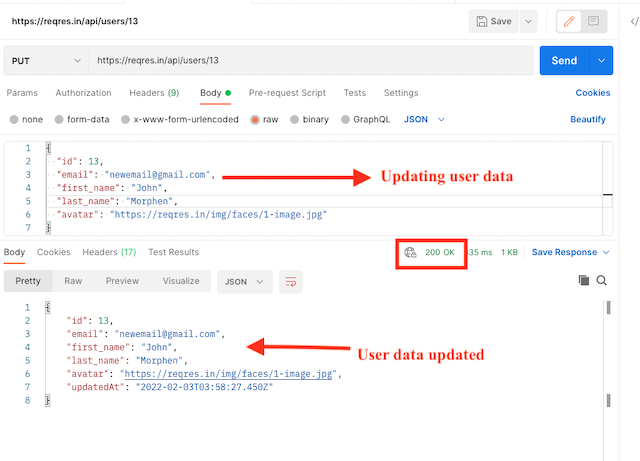 https://reqres.in/api/users/13
Save
PUT
https://reqres.in/api/users/13
Send
Params Authorization Headers (9) Body Pre-request Script Tests Settings Cookies
none form-data x-www-form-urlencoded raw binary GraphQL JSON Beautify
1 {
2 "id": 13,
3 "email": "newemail@gmail.com",
4 "first_name": "John",
5 "last_name": "Morphen",
6 "avatar": "https://reqres.in/img/faces/1-image.jpg"
7 }
Updating user data
Body Cookies Headers (17) Test Results 200 OK 35 ms 1 KB Save Response
Pretty Raw Preview Visualize JSON
1 {
2 "id": 13,
3 "email": "newemail@gmail.com",
4 "first_name": "John",
5 "last_name": "Morphen",
6 "avatar": "https://reqres.in/img/faces/1-image.jpg",
7 "updatedAt": "2022-02-03T03:58:27.450Z"
8 }
User data updated